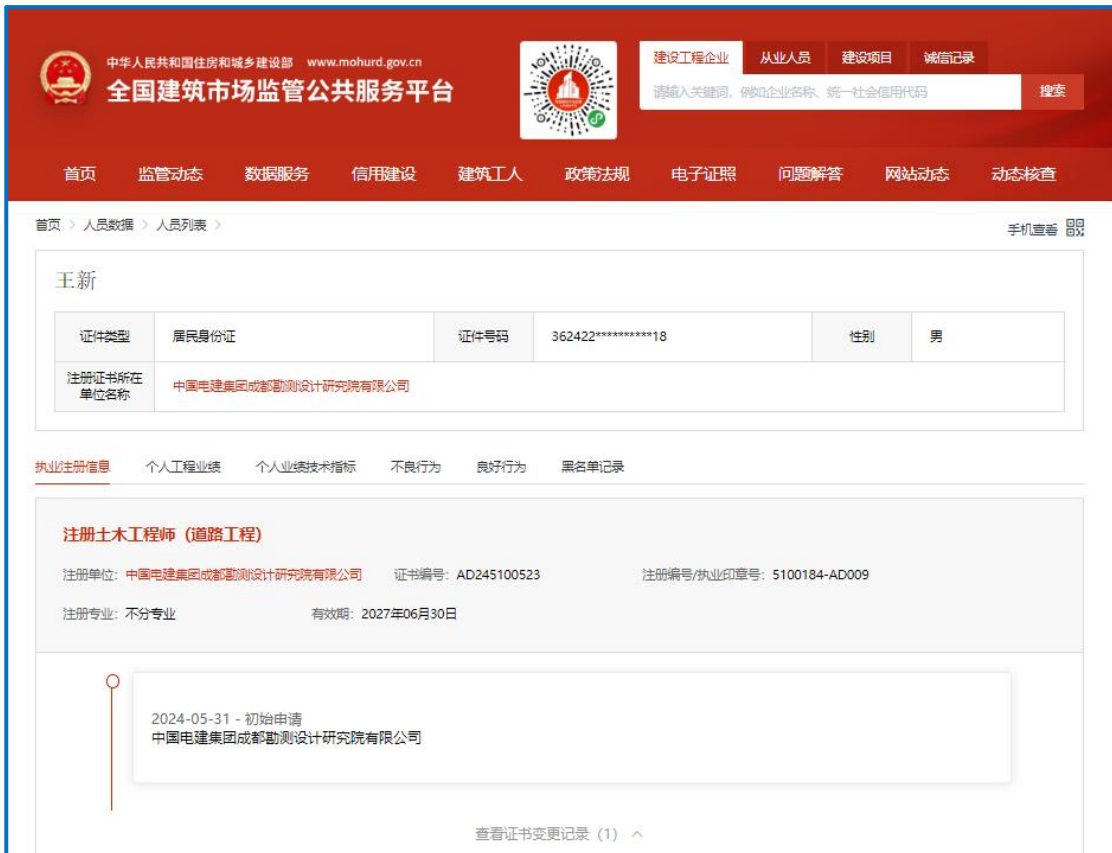 中华人民共和国住房和城乡建设部 www.mohurd.gov.cn
全国建筑市场监管公共服务平台
建设工程企业 从业人员 建设项目 诚信记录
请输入关键词，例如企业名称、统一社会信用代码 搜索
首页 监管动态 数据服务 信用建设 建筑工人 政策法规 电子证照 问题解答 网站动态 动态核查
首页 > 人员数据 > 人员列表 >
手机查看
王新
证件类型 居民身份证 证件号码 362422**********18 性别 男
注册证书所在
单位名称
中国电建集团成都勘测设计研究院有限公司
执业注册信息 个人工程业绩 个人业绩技术指标 不良行为 良好行为 黑名单记录
注册土木工程师（道路工程）
注册单位：中国电建集团成都勘测设计研究院有限公司 证书编号：AD245100523 注册编号/执业印章号：5100184-AD009
注册专业：不分专业 有效期：2027年06月30日
2024-05-31 - 初始申请
中国电建集团成都勘测设计研究院有限公司
查看证书变更记录（1）